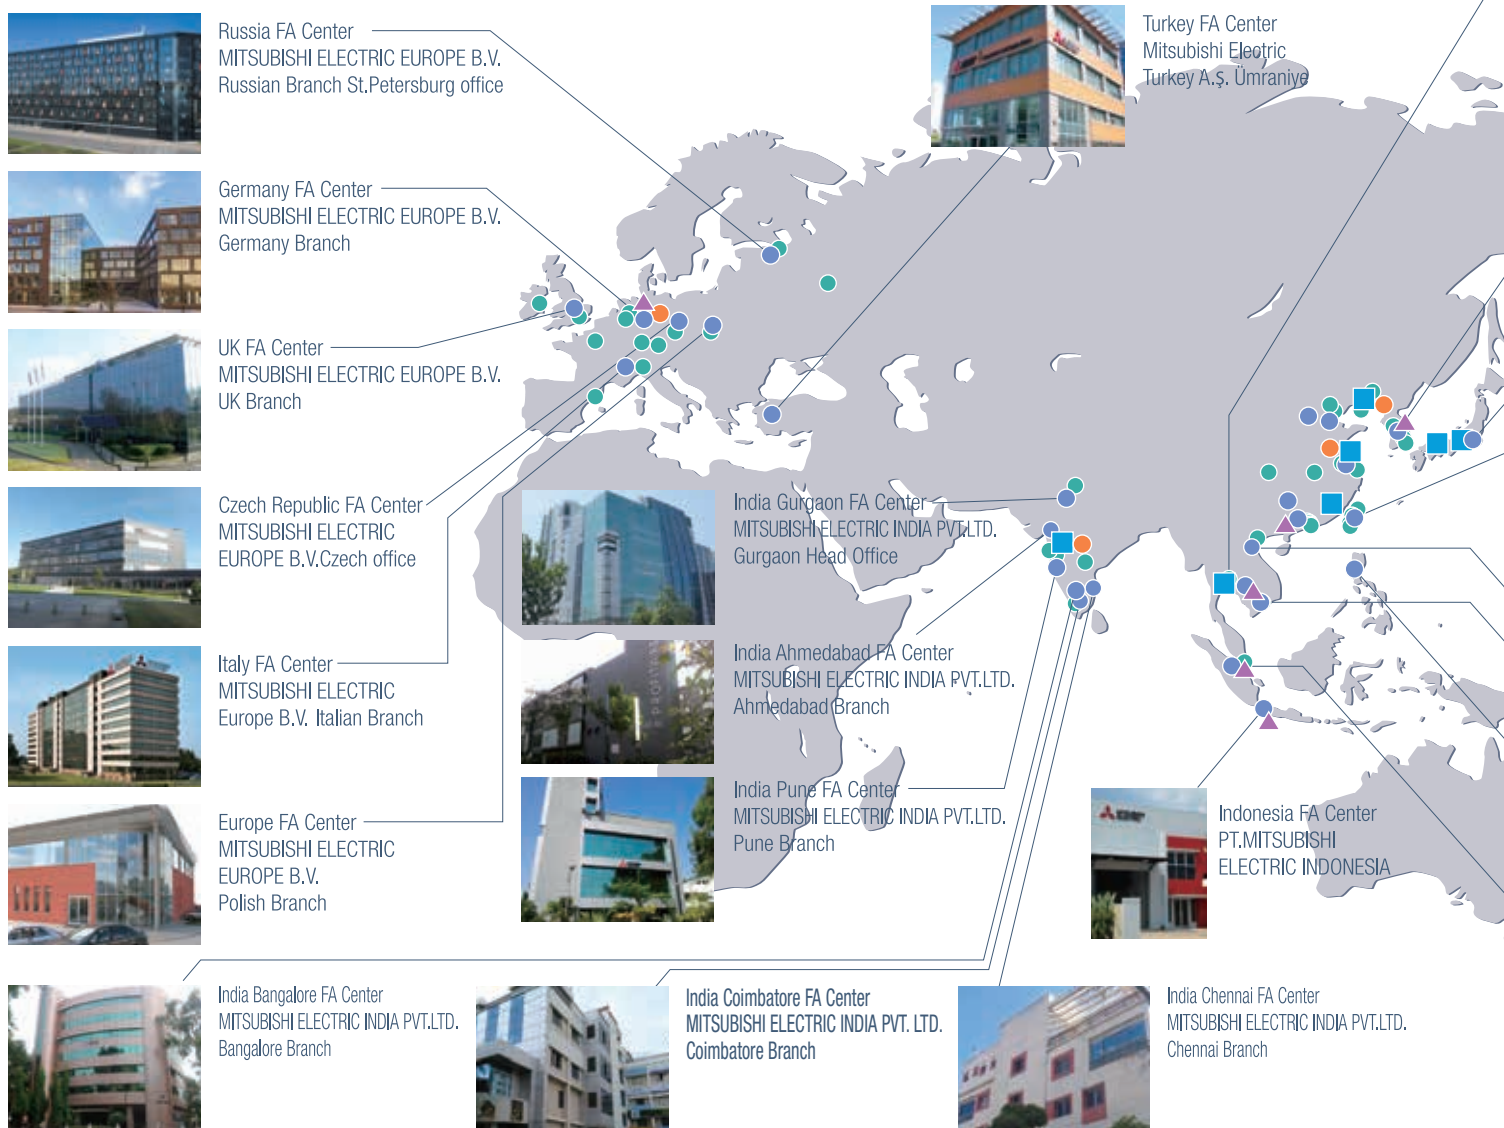 Russia FA Center
MITSUBISHI ELECTRIC EUROPE B.V.
Russian Branch St.Petersburg office
Turkey FA Center
Mitsubishi Electric
Turkey A.Ş. Ümraniye
Germany FA Center
MITSUBISHI ELECTRIC EUROPE B.V.
Germany Branch
UK FA Center
MITSUBISHI ELECTRIC EUROPE B.V.
UK Branch
Czech Republic FA Center
MITSUBISHI ELECTRIC
EUROPE B.V.Czech office
India Gurgaon FA Center
MITSUBISHI ELECTRIC INDIA PVT.LTD.
Gurgaon Head Office
Italy FA Center
MITSUBISHI ELECTRIC
Europe B.V. Italian Branch
India Ahmedabad FA Center
MITSUBISHI ELECTRIC INDIA PVT.LTD.
Ahmedabad Branch
Europe FA Center
MITSUBISHI ELECTRIC
EUROPE B.V.
Polish Branch
India Pune FA Center
MITSUBISHI ELECTRIC INDIA PVT.LTD.
Pune Branch
Indonesia FA Center
PT.MITSUBISHI
ELECTRIC INDONESIA
India Bangalore FA Center
MITSUBISHI ELECTRIC INDIA PVT.LTD.
Bangalore Branch
India Coimbatore FA Center
MITSUBISHI ELECTRIC INDIA PVT. LTD.
Coimbatore Branch
India Chennai FA Center
MITSUBISHI ELECTRIC INDIA PVT.LTD.
Chennai Branch